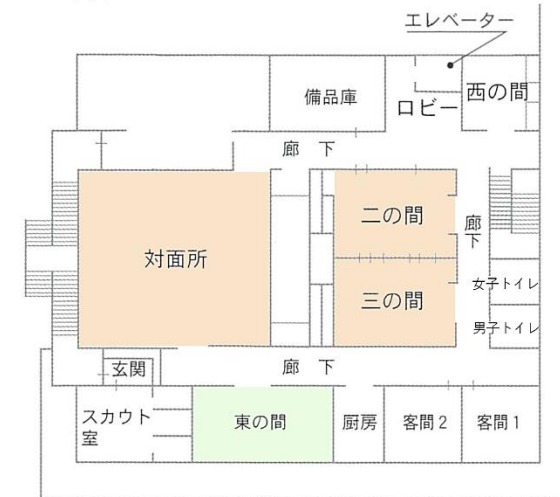 エレベーター
備品庫
ロビー
西の間
廊下
対面所
二の間
廊下
三の間
女子トイレ
男子トイレ
玄関
廊下
スカウト
室
東の間
厨房
客間2
客間1